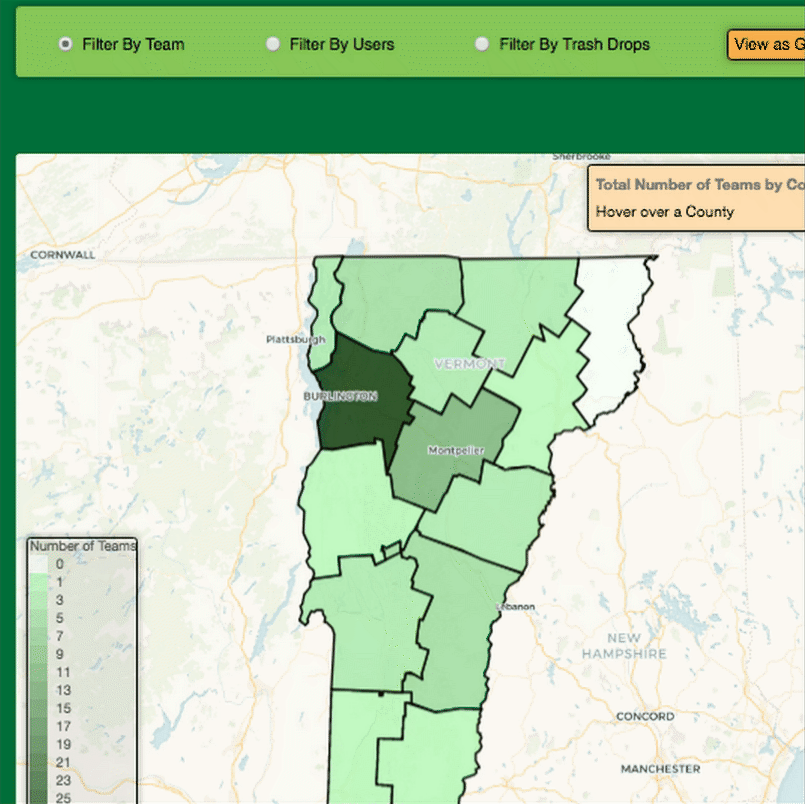 Filter By Team
Filter By Users
Filter By Trash Drops
View as G
Sherbrooke
Total Number of Teams by Co
Hover over a County
CORNWALL
Plattsburgh
VERMONT
BURLINGTON
Montpelier
Number of Teams
0
1
3
5
7
9
11
13
15
17
19
21
23
25
Lebanon
NEW
HAMPSHIRE
CONCORD
MANCHESTER